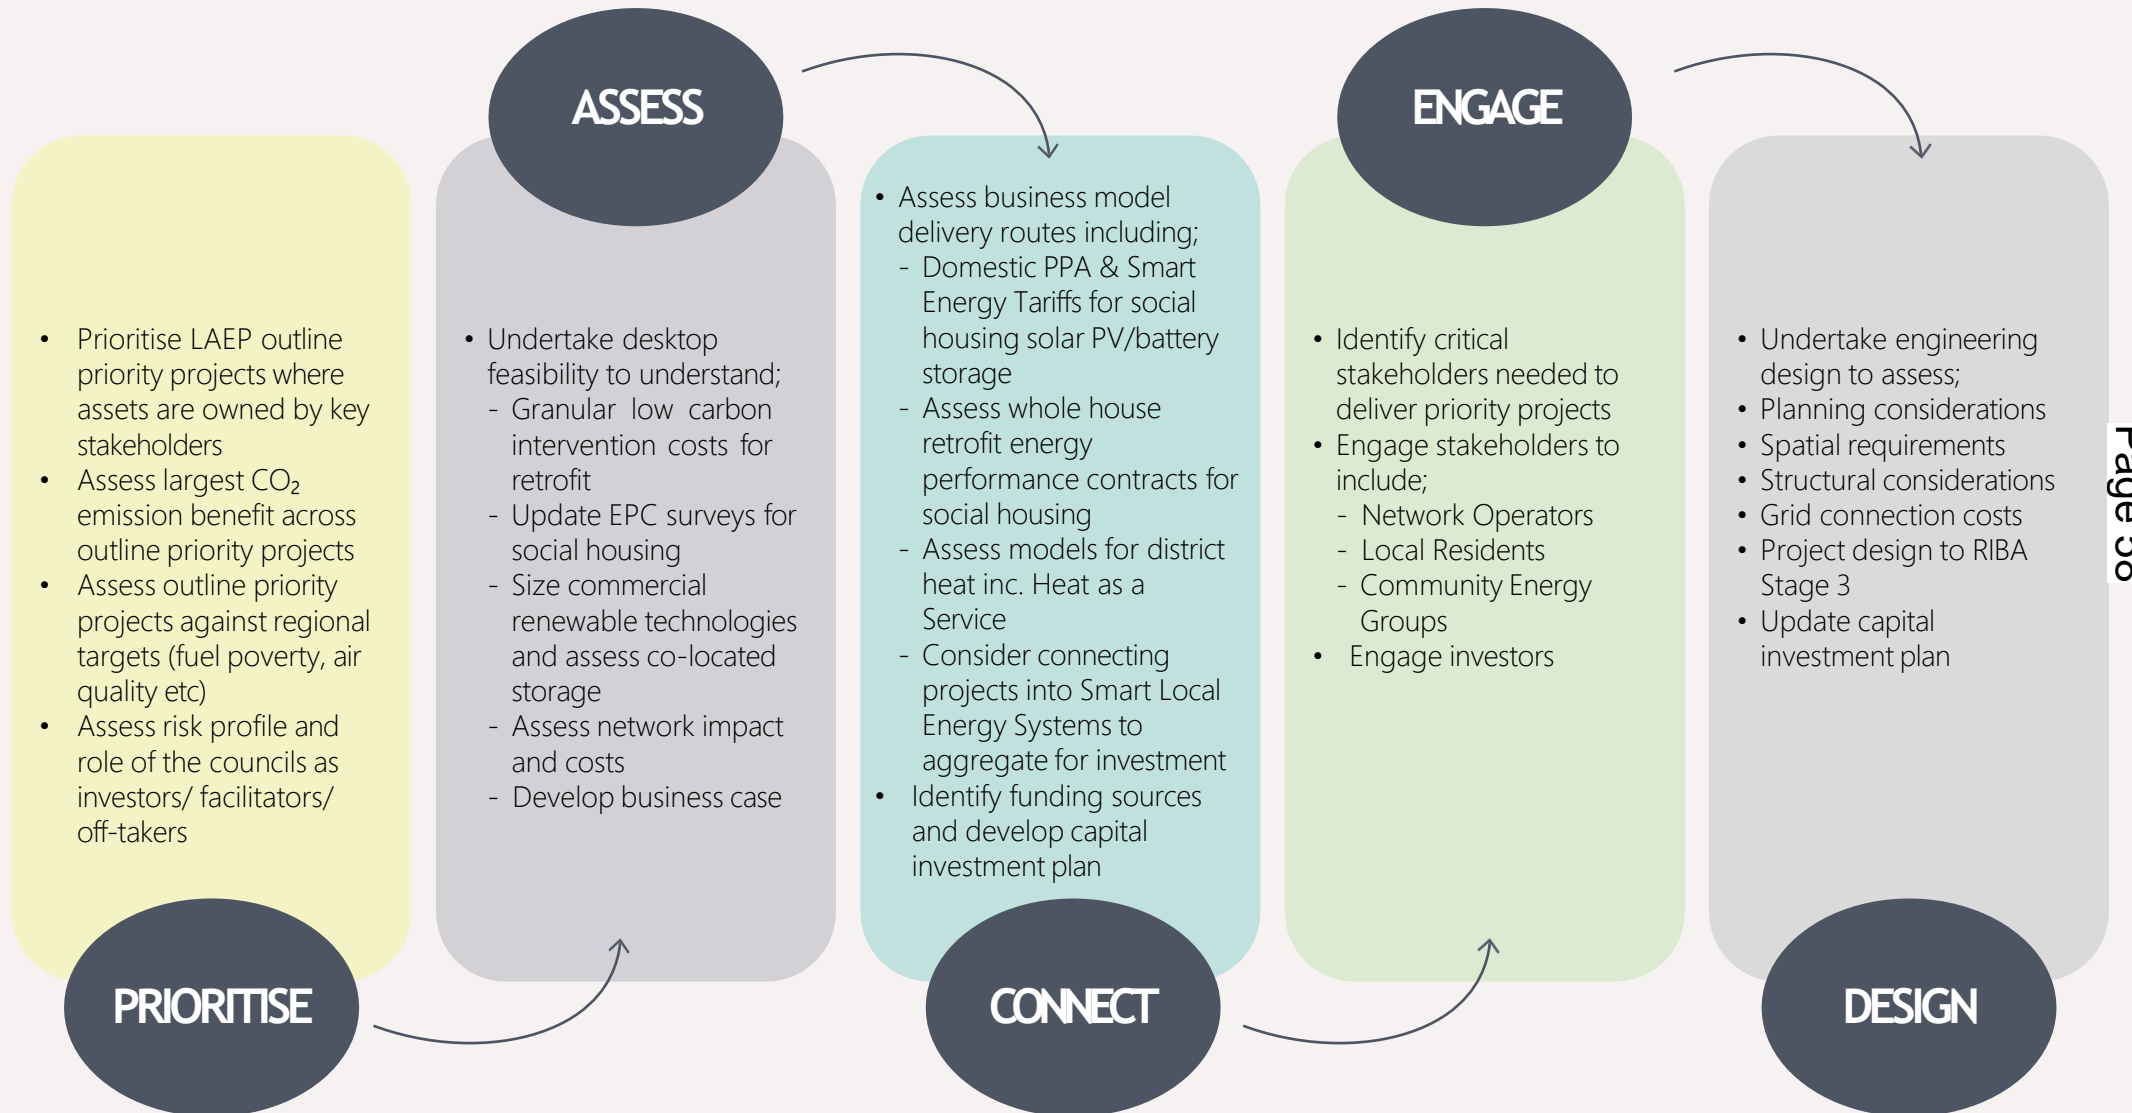 PRIORITISE
• Prioritise LAEP outline
priority projects where
assets are owned by key
stakeholders
• Assess largest CO₂
emission benefit across
outline priority projects
• Assess outline priority
projects against regional
targets (fuel poverty, air
quality etc)
• Assess risk profile and
role of the councils as
investors/ facilitators/
off-takers
ASSESS
• Undertake desktop
feasibility to understand;
- Granular low carbon
intervention costs for
retrofit
- Update EPC surveys for
social housing
- Size commercial
renewable technologies
and assess co-located
storage
- Assess network impact
and costs
- Develop business case
CONNECT
• Assess business model
delivery routes including;
- Domestic PPA & Smart
Energy Tariffs for social
housing solar PV/battery
storage
- Assess whole house
retrofit energy
performance contracts for
social housing
- Assess models for district
heat inc. Heat as a
Service
- Consider connecting
projects into Smart Local
Energy Systems to
aggregate for investment
• Identify funding sources
and develop capital
investment plan
ENGAGE
• Identify critical
stakeholders needed to
deliver priority projects
• Engage stakeholders to
include;
- Network Operators
- Local Residents
- Community Energy
Groups
• Engage investors
DESIGN
• Undertake engineering
design to assess;
• Planning considerations
• Spatial requirements
• Structural considerations
• Grid connection costs
• Project design to RIBA
Stage 3
• Update capital
investment plan
Page